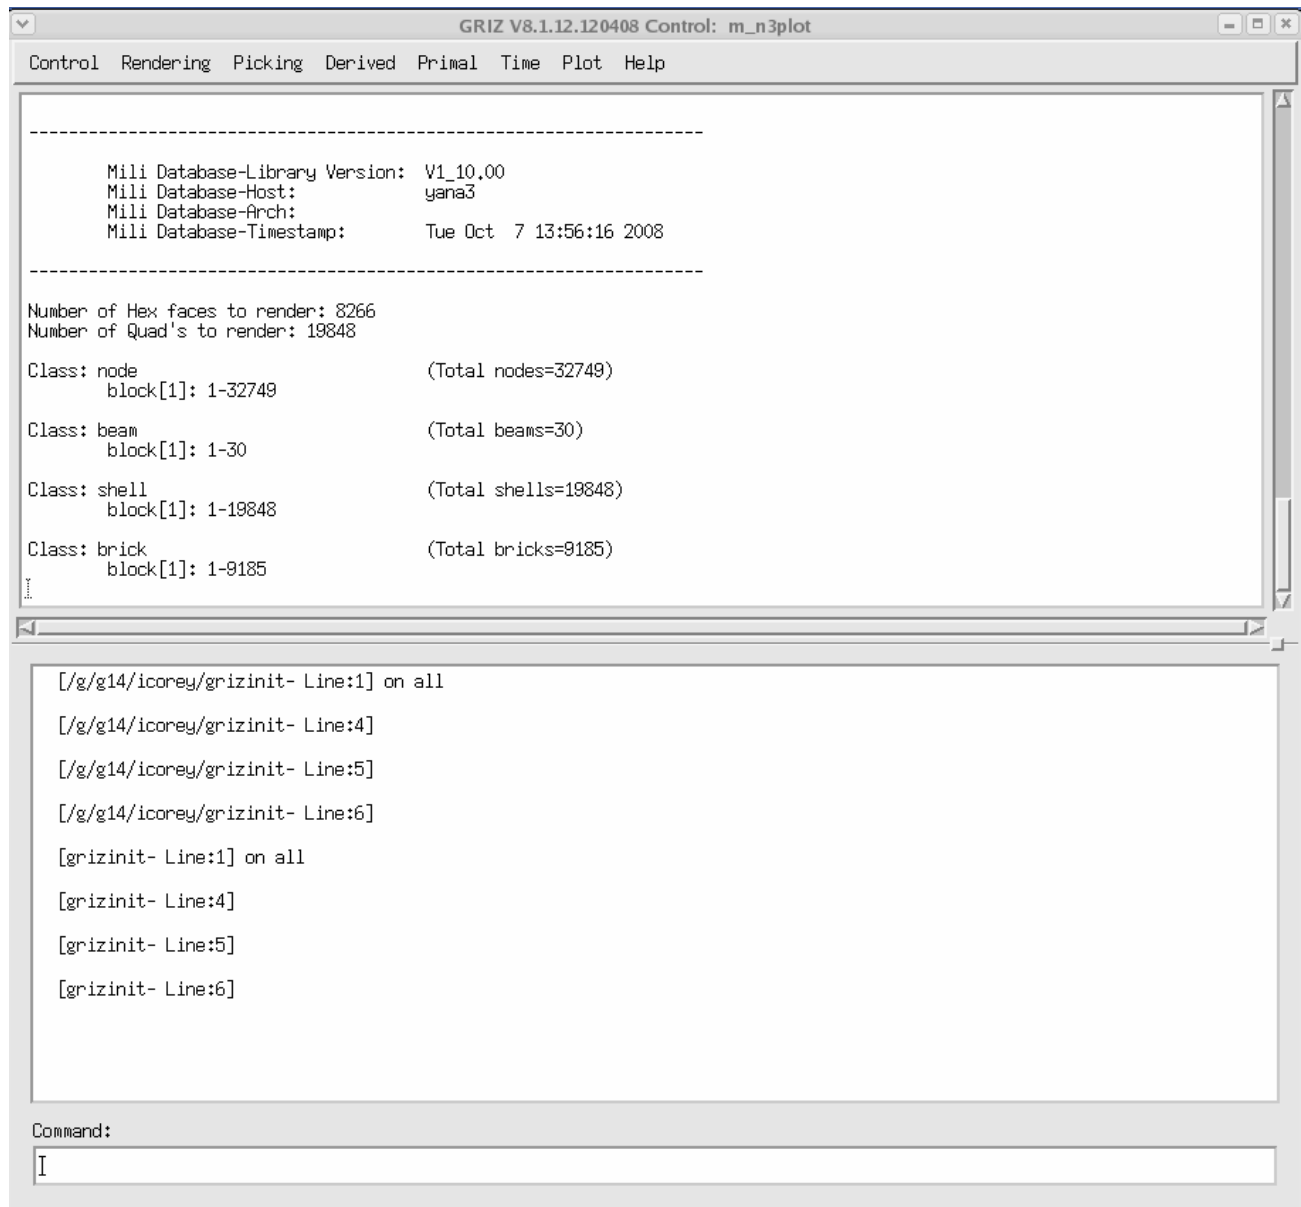 GRIZ V8.1.12.120408 Control: m_n3plot
Control Rendering Picking Derived Primal Time Plot Help
--------------------------------------------------------------------
Mili Database-Library Version: V1_10.00
Mili Database-Host: yana3
Mili Database-Arch:
Mili Database-Timestamp: Tue Oct 7 13:56:16 2008
--------------------------------------------------------------------
Number of Hex faces to render: 8266
Number of Quad's to render: 19848
Class: node (Total nodes=32749)
block[1]: 1-32749
Class: beam (Total beams=30)
block[1]: 1-30
Class: shell (Total shells=19848)
block[1]: 1-19848
Class: brick (Total bricks=9185)
block[1]: 1-9185
[/g/g14/icorey/grizinit- Line:1] on all
[/g/g14/icorey/grizinit- Line:4]
[/g/g14/icorey/grizinit- Line:5]
[/g/g14/icorey/grizinit- Line:6]
[grizinit- Line:1] on all
[grizinit- Line:4]
[grizinit- Line:5]
[grizinit- Line:6]
Command: